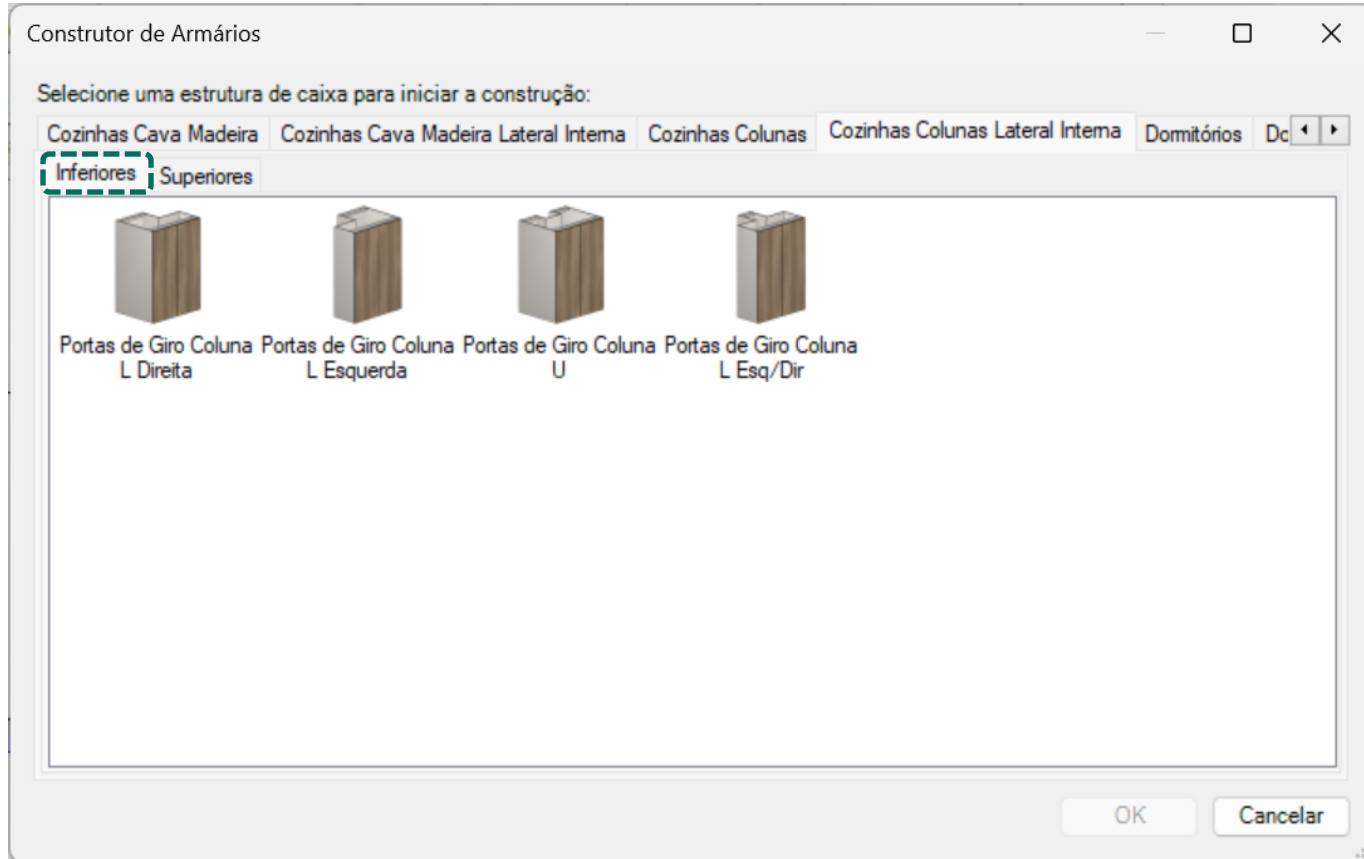 Construtor de Armários
Selecione uma estrutura de caixa para iniciar a construção:
Cozinhas Cava Madeira Cozinhas Cava Madeira Lateral Interna Cozinhas Colunas Cozinhas Colunas Lateral Interna Dormitórios
Inferiores Superiores
Portas de Giro Coluna L Direita
Portas de Giro Coluna L Esquerda
Portas de Giro Coluna U
Portas de Giro Coluna L Esq/Dir
OK Cancelar